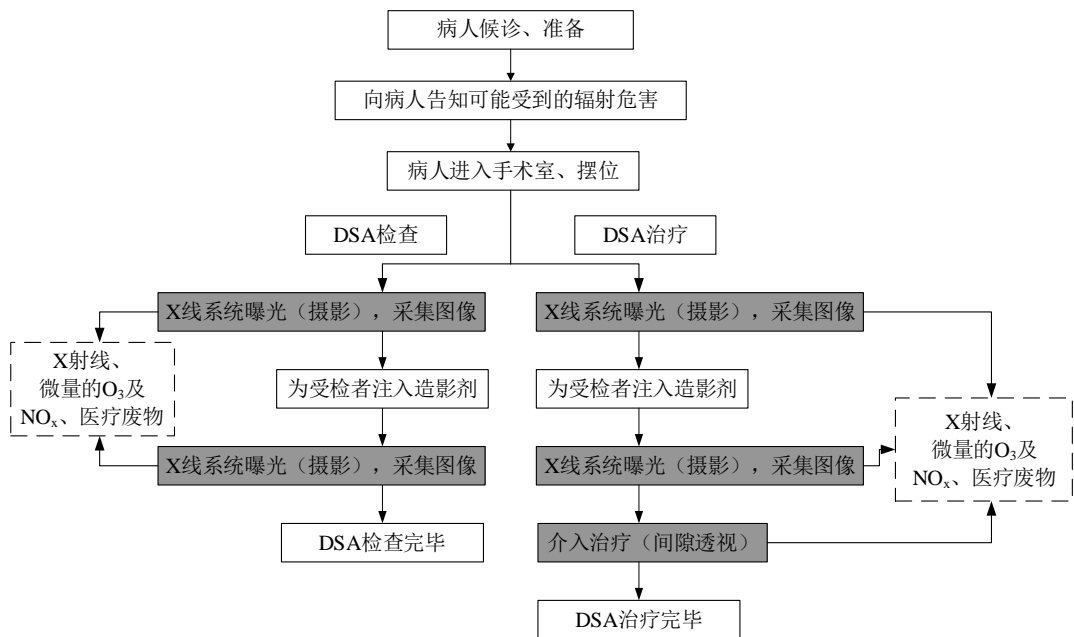 病人候诊、准备
向病人告知可能受到的辐射危害
病人进入手术室、摆位
DSA检查
DSA治疗
X线系统曝光（摄影），采集图像
X线系统曝光（摄影），采集图像
X射线、
微量的O₃及
NOₓ、医疗废物
为受检者注入造影剂
为受检者注入造影剂
X射线、
微量的O₃及
NOₓ、医疗废物
X线系统曝光（摄影），采集图像
X线系统曝光（摄影），采集图像
DSA检查完毕
介入治疗（间隙透视）
DSA治疗完毕